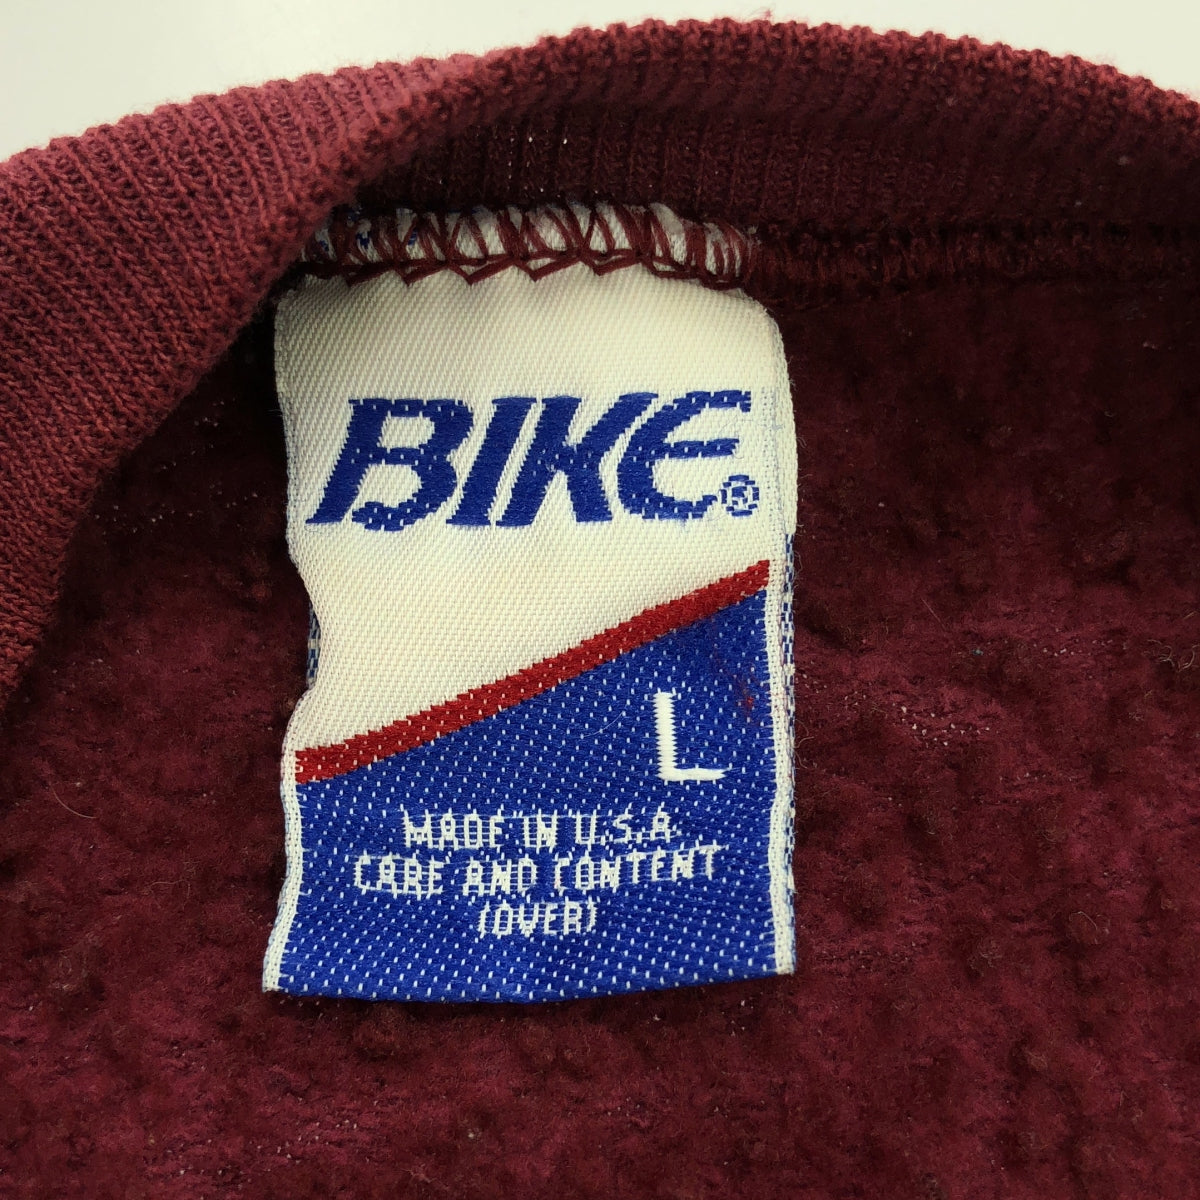 BIKE®
L
MADE IN U.S.A.
CARE AND CONTENT
(OVER)